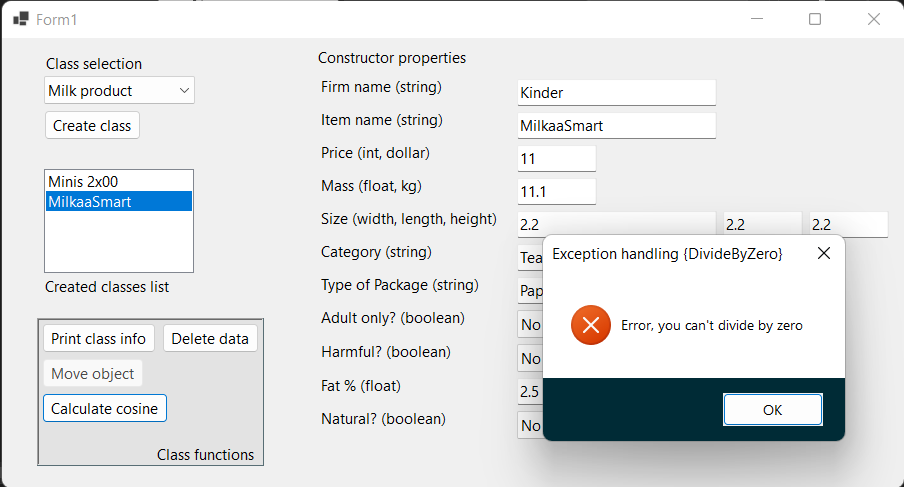 Form1
Class selection
Milk product
Create class
Minis 2x00
MilkaaSmart
Created classes list
Print class info
Delete data
Move object
Calculate cosine
Class functions
Constructor properties
Firm name (string)
Kinder
Item name (string)
MilkaaSmart
Price (int, dollar)
11
Mass (float, kg)
11.1
Size (width, length, height)
2.2
2.2
2.2
Category (string)
Tea
Type of Package (string)
Pap
Adult only? (boolean)
No
Harmful? (boolean)
No
Fat % (float)
2.5
Natural? (boolean)
No
Exception handling {DivideByZero}
Error, you can't divide by zero
OK